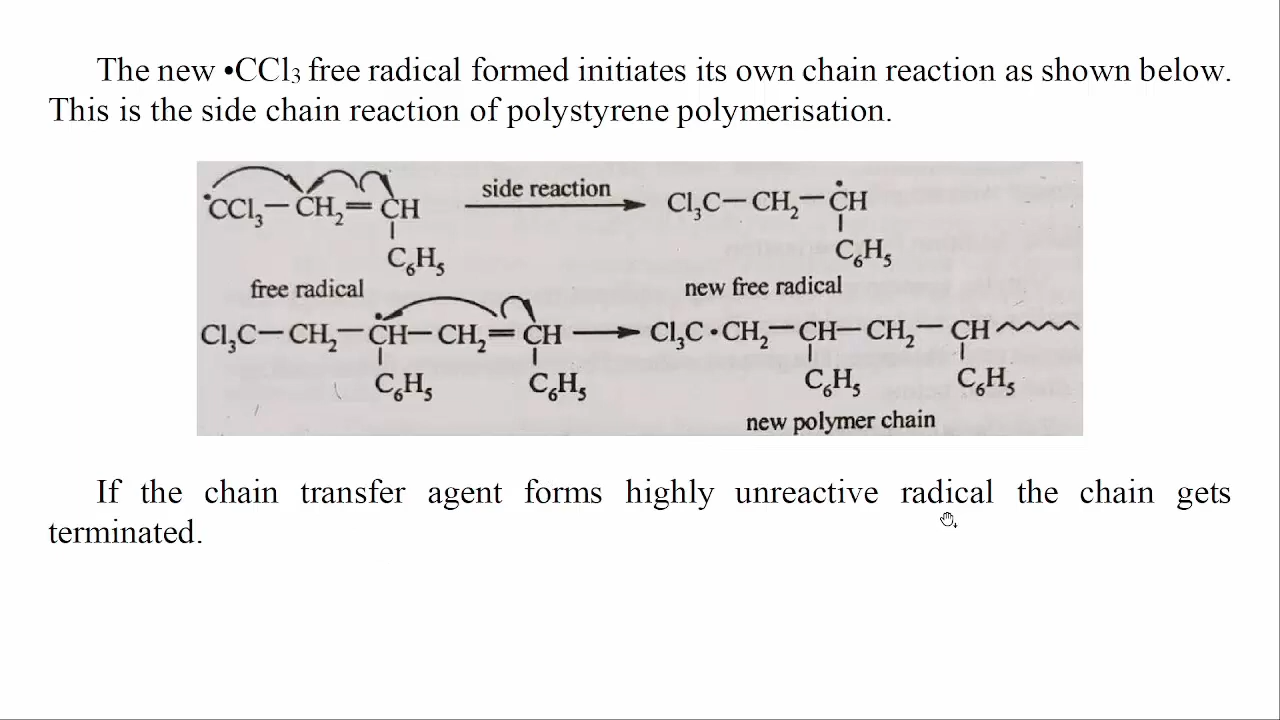 The new •CCl₃ free radical formed initiates its own chain reaction as shown below.
This is the side chain reaction of polystyrene polymerisation.
•CCl₃ — CH₂ = CH side reaction Cl₃C — CH₂ — ĊH
C₆H₅ C₆H₅
free radical new free radical
Cl₃C — CH₂ — ĊH — CH₂ = CH Cl₃C • CH₂ — CH — CH₂ — CH
C₆H₅ C₆H₅ C₆H₅ C₆H₅
new polymer chain
If the chain transfer agent forms highly unreactive radical the chain gets
terminated.